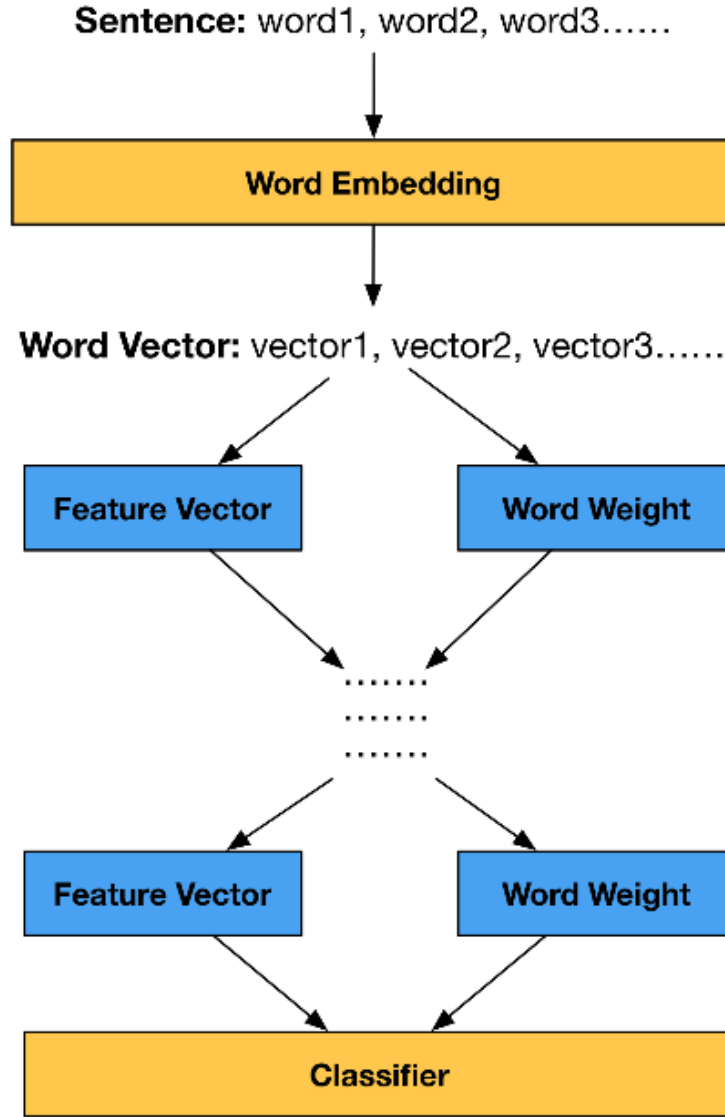 Sentence: word1, word2, word3......
Word Embedding
Word Vector: vector1, vector2, vector3......
Feature Vector Word Weight
.......
.......
.......
Feature Vector Word Weight
Classifier